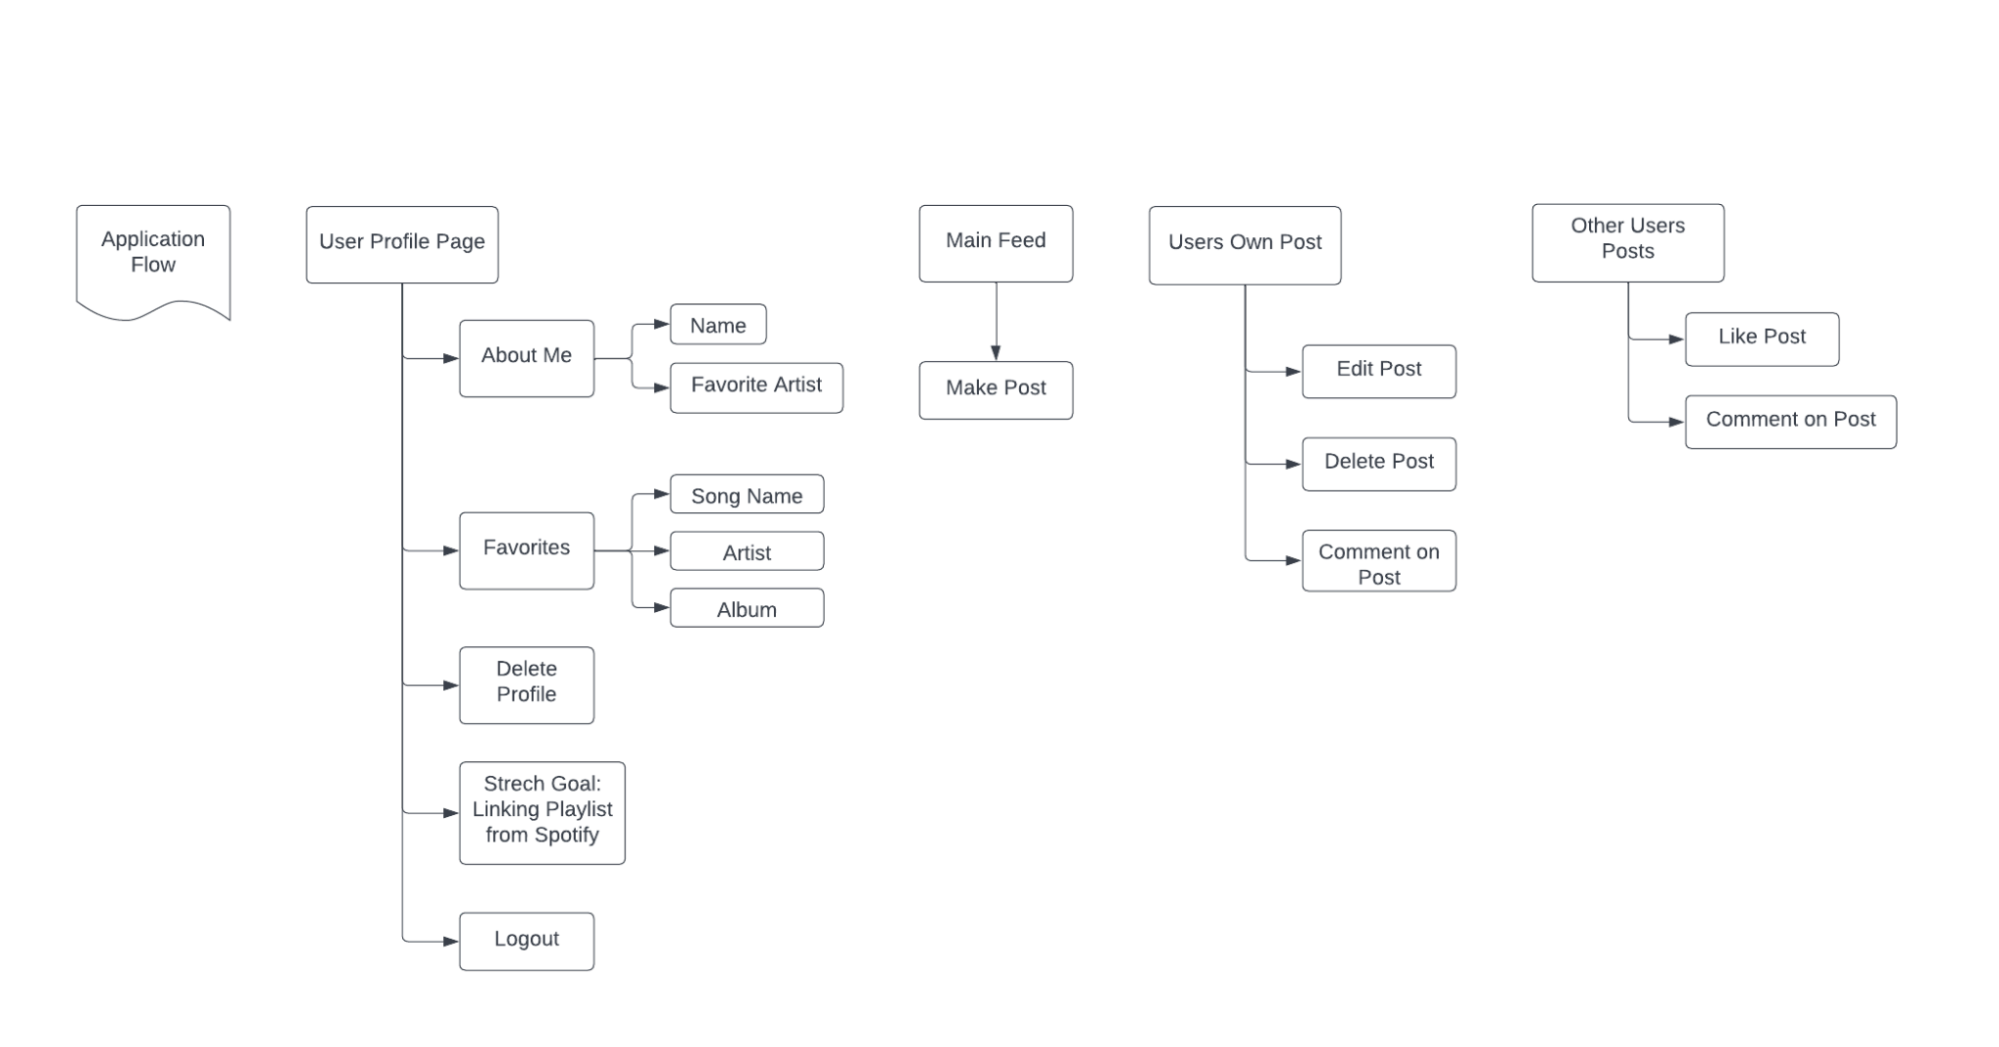 Application
Flow
User Profile Page
About Me
Name
Favorite Artist
Favorites
Song Name
Artist
Album
Delete
Profile
Strech Goal:
Linking Playlist
from Spotify
Logout
Main Feed
Make Post
Users Own Post
Edit Post
Delete Post
Comment on
Post
Other Users
Posts
Like Post
Comment on Post